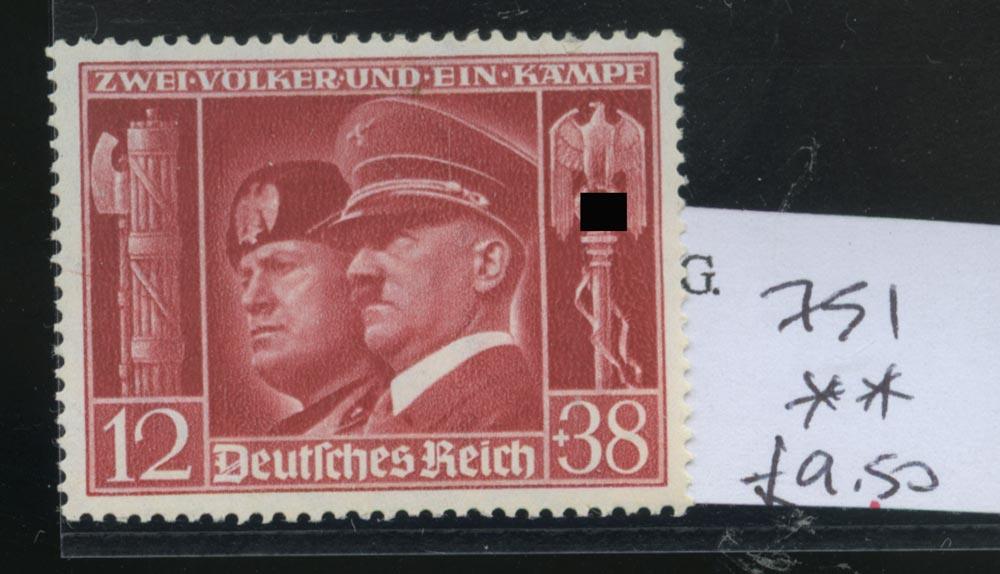 ZWEI·VÖLKER·UND·EIN·KAMPF
12
Deutsches Reich
+38
G.
751
**
£9.50